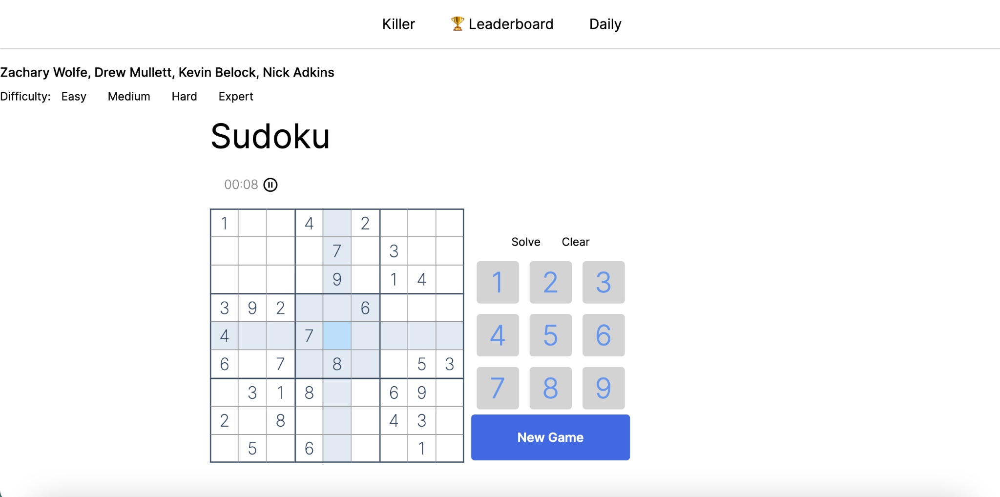 Killer 🏆 Leaderboard Daily
Zachary Wolfe, Drew Mullett, Kevin Belock, Nick Adkins
Difficulty: Easy Medium Hard Expert
Sudoku
00:08
1 4 2
7 3
9 1 4
3 9 2 6
4 7
6 7 8 5 3
3 1 8 6 9
2 8 4 3
5 6 1
Solve Clear
1 2 3
4 5 6
7 8 9
New Game